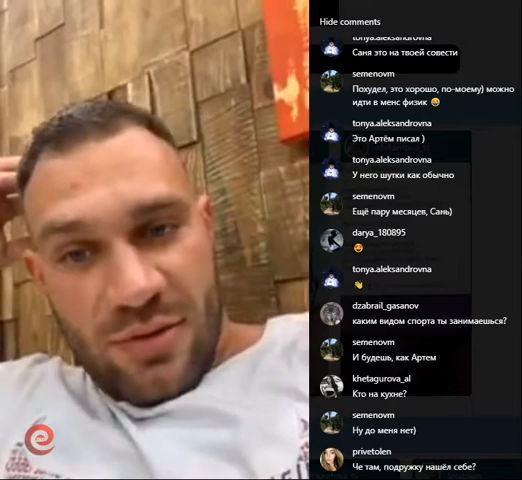 Hide comments
tonya.aleksandrovna
Саня это на твоей совести
semenovm
Похудел, это хорошо, по-моему) можно
идти в менс физик 😅
tonya.aleksandrovna
Это Артём писал )
tonya.aleksandrovna
У него шутки как обычно
semenovm
Ещё пару месяцев, Сань)
darya_180895
🤩
tonya.aleksandrovna
👋
dzabrail_gasanov
каким видом спорта ты занимаешься?
semenovm
И будешь, как Артем
khetagurova_al
Кто на кухне?
semenovm
Ну до меня нет)
privetolen
Че там, подружку нашёл себе?